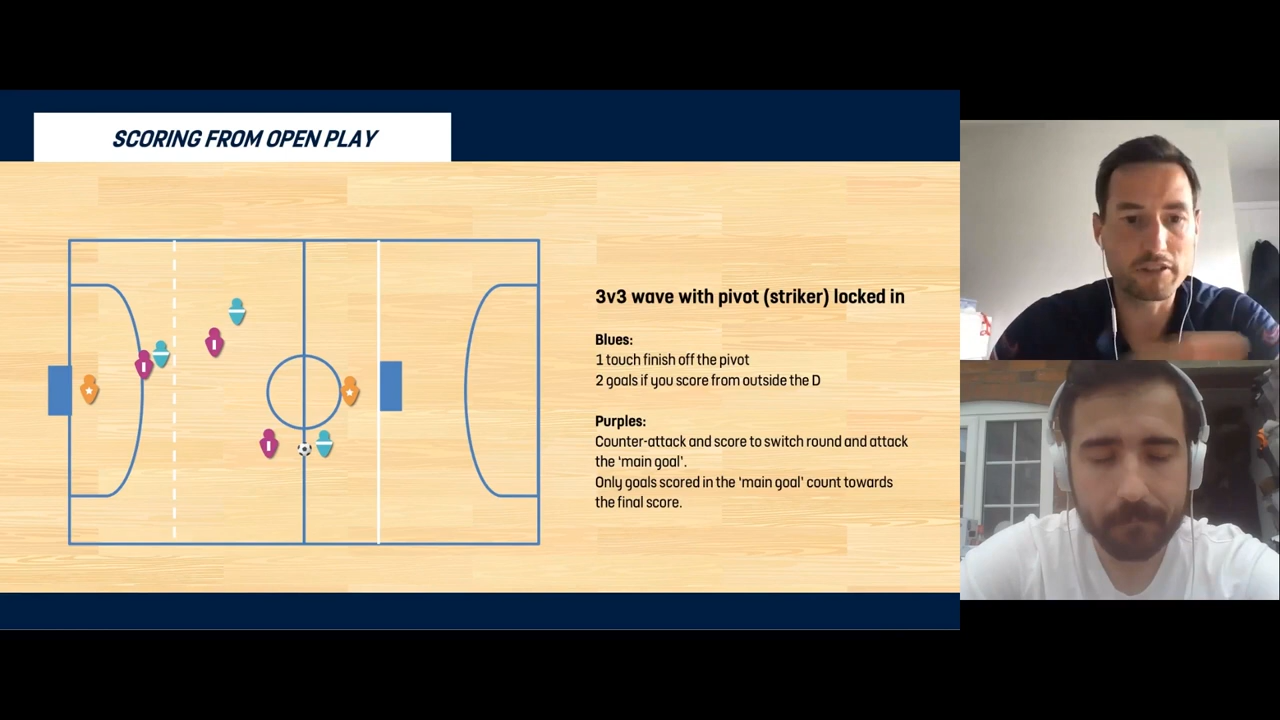 SCORING FROM OPEN PLAY
3v3 wave with pivot (striker) locked in
Blues:
1 touch finish off the pivot
2 goals if you score from outside the D
Purples:
Counter-attack and score to switch round and attack
the ‘main goal’.
Only goals scored in the ‘main goal’ count towards
the final score.